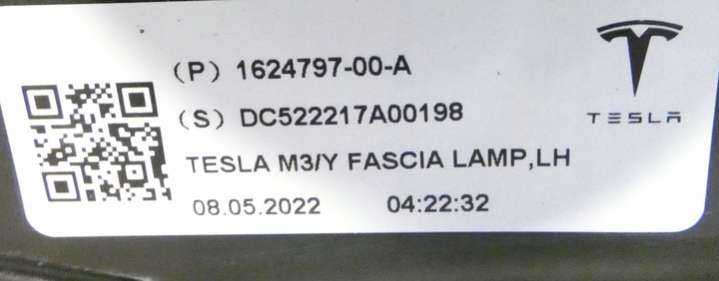 (P) 1624797-00-A
(S) DC522217A00198
TESLA
TESLA M3/Y FASCIA LAMP,LH
08.05.2022 04:22:32